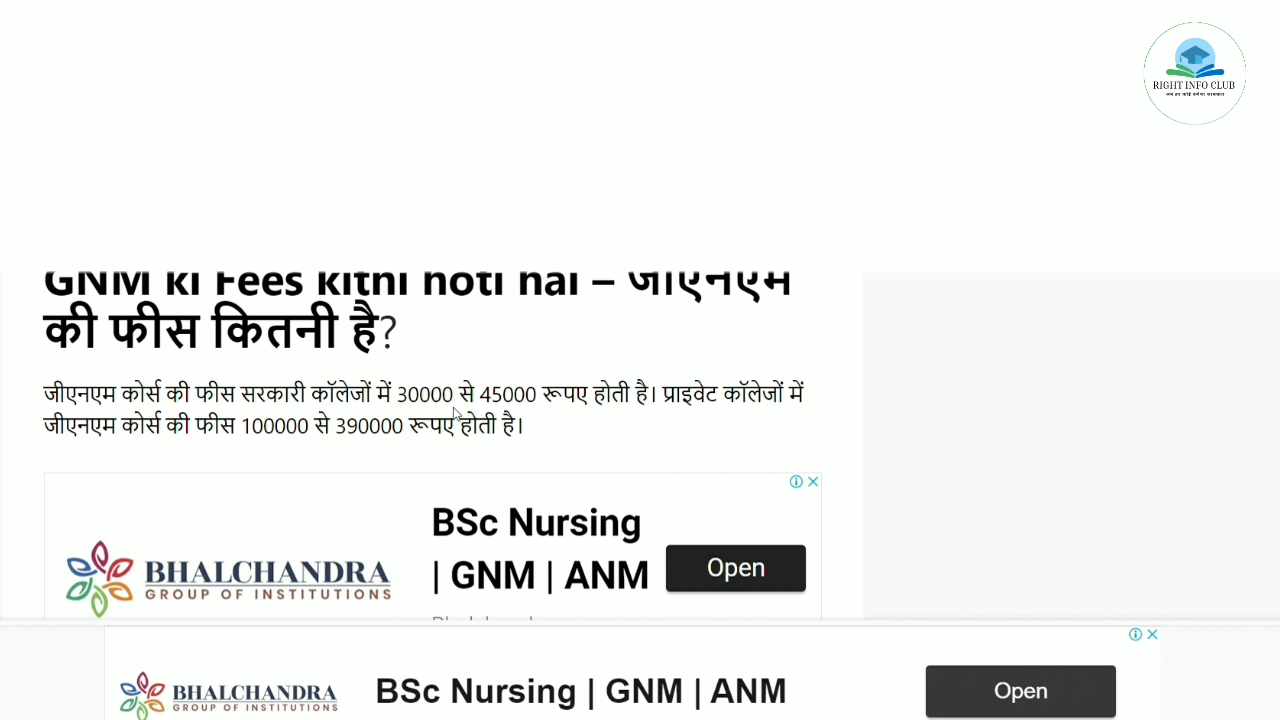 RIGHT INFO CLUB
GNM ki Fees kitni hoti hai – जीएनएम
की फीस कितनी है?
जीएनएम कोर्स की फीस सरकारी कॉलेजों में 30000 से 45000 रूपए होती है। प्राइवेट कॉलेजों में
जीएनएम कोर्स की फीस 100000 से 390000 रूपए होती है।
BSc Nursing
| GNM | ANM
Open
BHALCHANDRA
GROUP OF INSTITUTIONS
BHALCHANDRA
GROUP OF INSTITUTIONS
BSc Nursing | GNM | ANM
Open